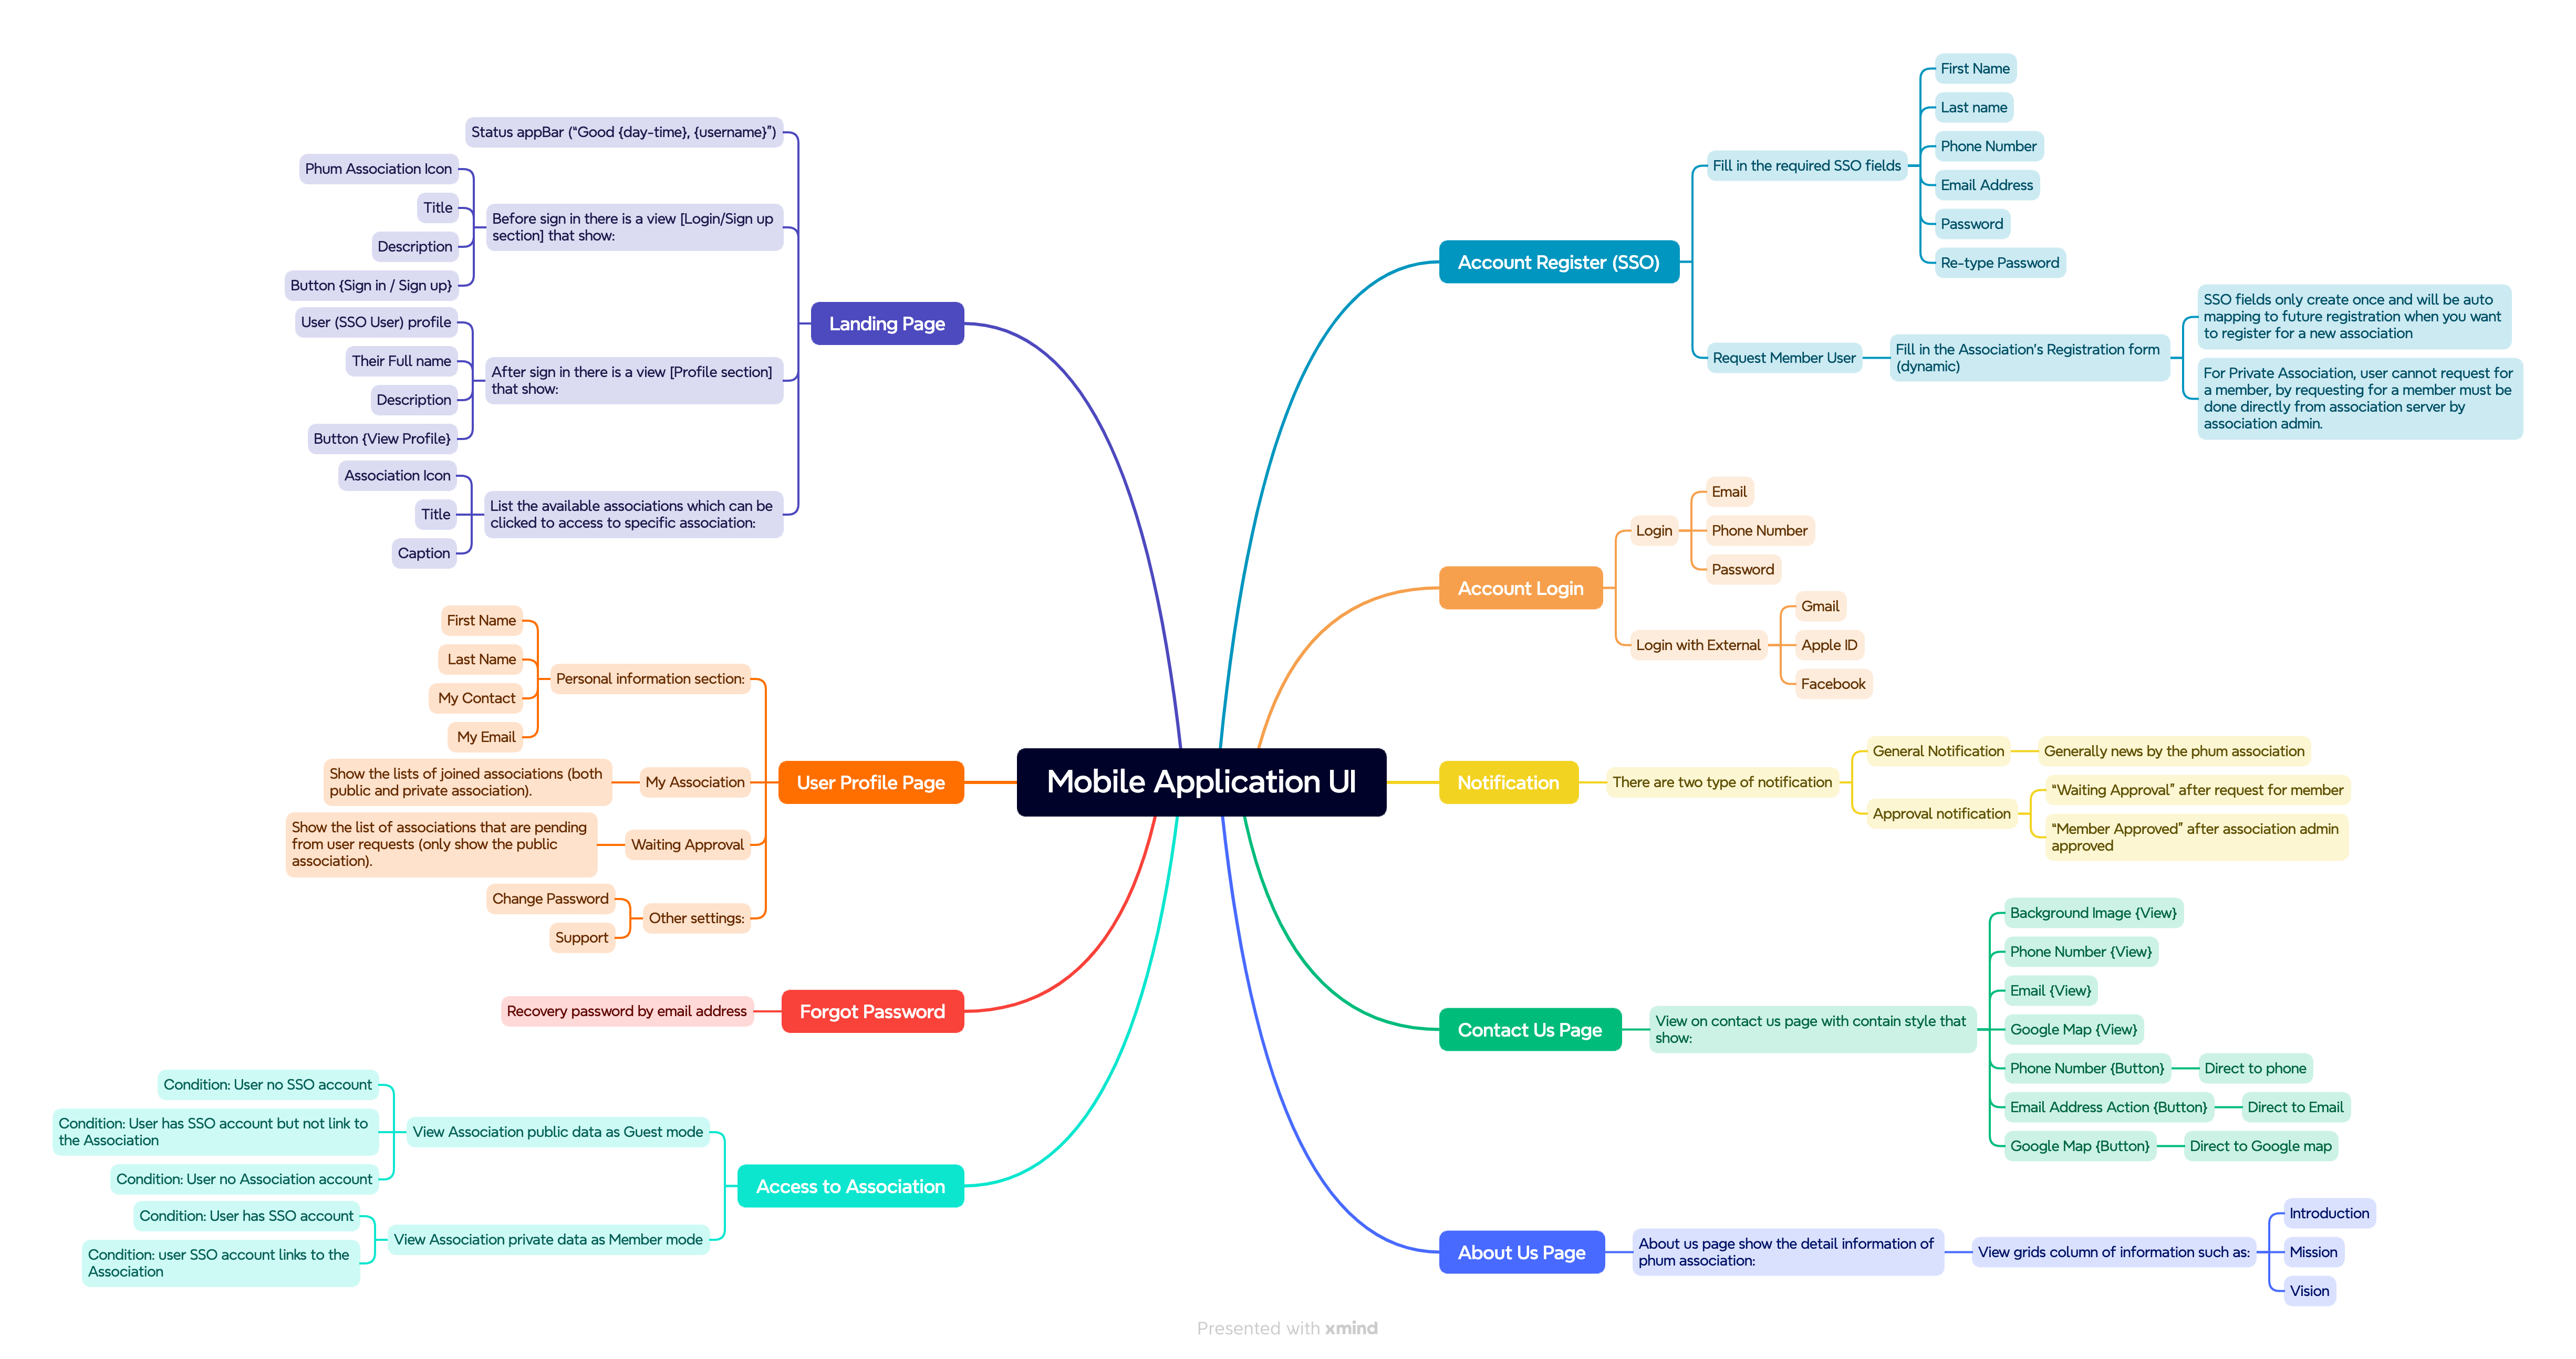 Mobile Application UI
Account Register (SSO)
Fill in the required SSO fields
First Name
Last name
Phone Number
Email Address
Password
Re-type Password
Request Member User
Fill in the Association's Registration form
(dynamic)
SSO fields only create once and will be auto
mapping to future registration when you want
to register for a new association
For Private Association, user cannot request for
a member, by requesting for a member must be
done directly from association server by
association admin.
Account Login
Login
Email
Phone Number
Password
Login with External
Gmail
Apple ID
Facebook
Notification
There are two type of notification
General Notification
Generally news by the phum association
Approval notification
“Waiting Approval” after request for member
“Member Approved” after association admin
approved
Contact Us Page
View on contact us page with contain style that
show:
Background Image {View}
Phone Number {View}
Email {View}
Google Map {View}
Phone Number {Button}
Direct to phone
Email Address Action {Button}
Direct to Email
Google Map {Button}
Direct to Google map
About Us Page
About us page show the detail information of
phum association:
View grids column of information such as:
Introduction
Mission
Vision
Landing Page
Status appBar (“Good {day-time}, {username}”)
Before sign in there is a view [Login/Sign up
section] that show:
Phum Association Icon
Title
Description
Button {Sign in / Sign up}
After sign in there is a view [Profile section]
that show:
User (SSO User) profile
Their Full name
Description
Button {View Profile}
List the available associations which can be
clicked to access to specific association:
Association Icon
Title
Caption
User Profile Page
Personal information section:
First Name
Last Name
My Contact
My Email
My Association
Show the lists of joined associations (both
public and private association).
Waiting Approval
Show the list of associations that are pending
from user requests (only show the public
association).
Other settings:
Change Password
Support
Forgot Password
Recovery password by email address
Access to Association
View Association public data as Guest mode
Condition: User no SSO account
Condition: User has SSO account but not link to
the Association
Condition: User no Association account
View Association private data as Member mode
Condition: User has SSO account
Condition: user SSO account links to the
Association
Presented with xmind